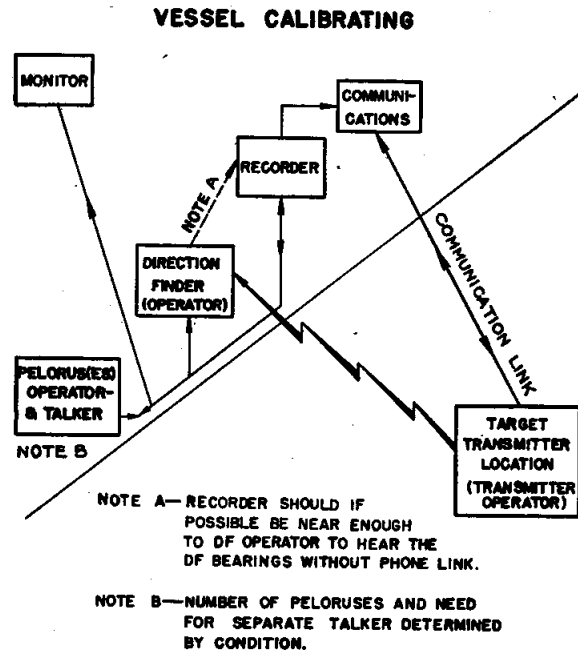 VESSEL CALIBRATING
MONITOR
COMMUNI-
CATIONS
RECORDER
NOTE A
DIRECTION
FINDER
(OPERATOR)
COMMUNICATION LINK
PELORUS(ES)
OPERATOR-
& TALKER
NOTE B
TARGET
TRANSMITTER
LOCATION
(TRANSMITTER
OPERATOR)
NOTE A—RECORDER SHOULD IF
POSSIBLE BE NEAR ENOUGH
TO DF OPERATOR TO HEAR THE
DF BEARINGS WITHOUT PHONE LINK.
NOTE B—NUMBER OF PELORUSES AND NEED
FOR SEPARATE TALKER DETERMINED
BY CONDITION.